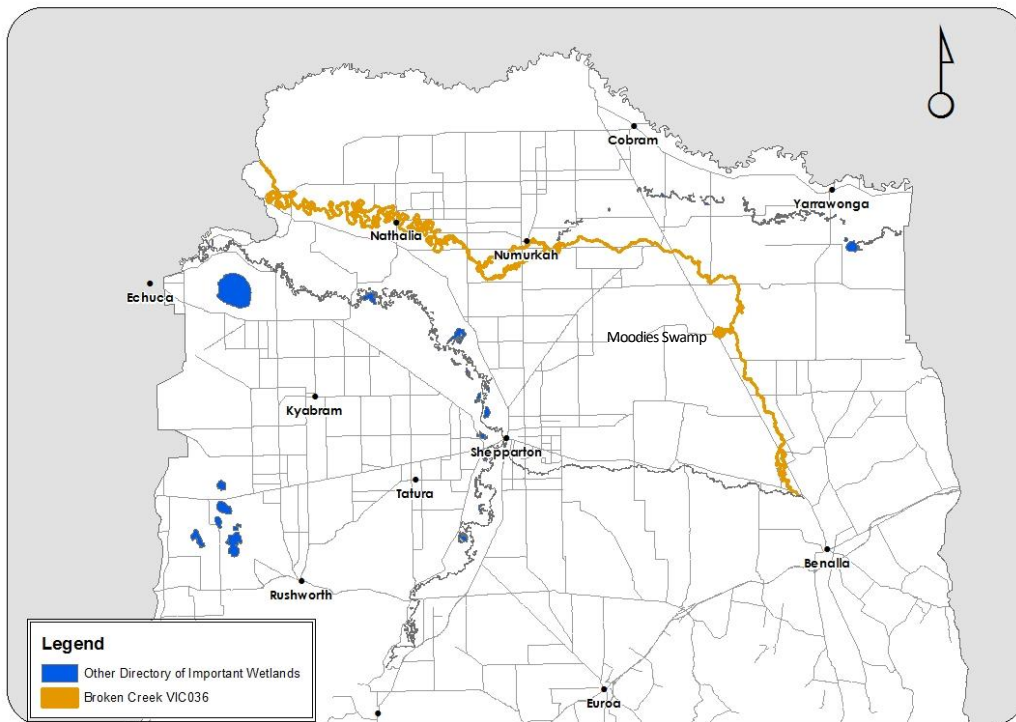 Cobram
Yarrawonga
Nathalia
Numurkah
Echuca
Moodies Swamp
Kyabram
Shepparton
Tatura
Benalla
Rushworth
Euroa
Legend
Other Directory of Important Wetlands
Broken Creek VIC036